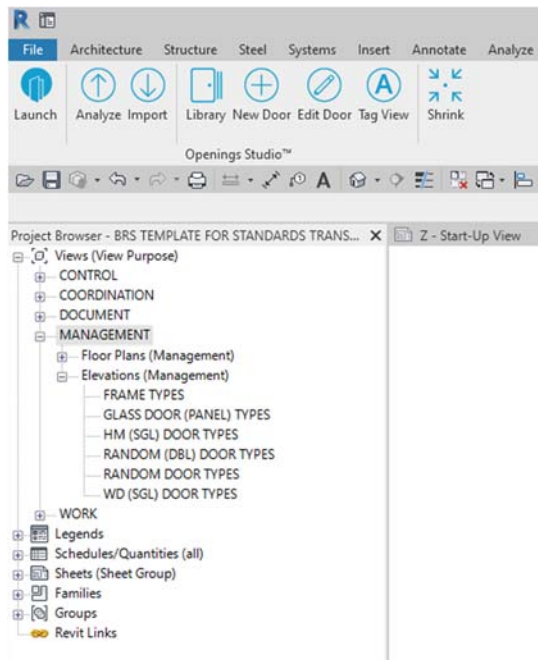 File Architecture Structure Steel Systems Insert Annotate Analyze
Launch Analyze Import Library New Door Edit Door Tag View Shrink
Openings Studio™
Project Browser - BRS TEMPLATE FOR STANDARDS TRANS... X Z - Start-Up View
Views (View Purpose)
CONTROL
COORDINATION
DOCUMENT
MANAGEMENT
Floor Plans (Management)
Elevations (Management)
FRAME TYPES
GLASS DOOR (PANEL) TYPES
HM (SGL) DOOR TYPES
RANDOM (DBL) DOOR TYPES
RANDOM DOOR TYPES
WD (SGL) DOOR TYPES
WORK
Legends
Schedules/Quantities (all)
Sheets (Sheet Group)
Families
Groups
Revit Links